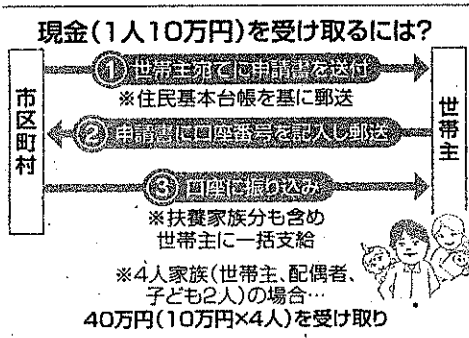 現金(1人10万円)を受け取るには?
①世帯主宛てに申請書を送付
※住民基本台帳を基に郵送
市区町村
世帯主
②申請書に口座番号を記入し郵送
③口座に振り込み
※扶養家族分も含め
世帯主に一括支給
※4人家族(世帯主、配偶者、
子ども2人)の場合…
40万円(10万円×4人)を受け取り